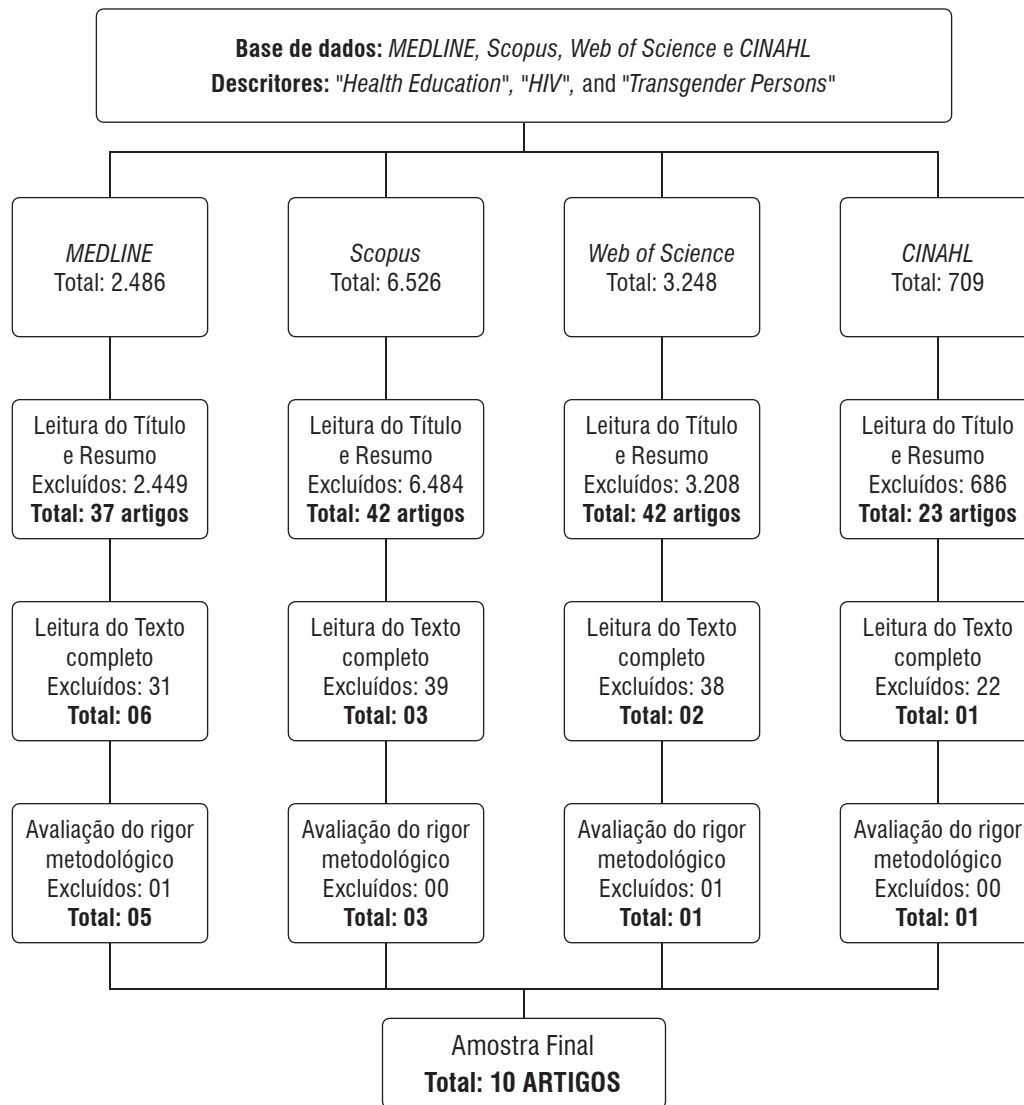 Base de dados: MEDLINE, Scopus, Web of Science e CINAHL
Descritores: "Health Education", "HIV", and "Transgender Persons"
MEDLINE
Total: 2.486
Scopus
Total: 6.526
Web of Science
Total: 3.248
CINAHL
Total: 709
Leitura do Título
e Resumo
Excluídos: 2.449
Total: 37 artigos
Leitura do Título
e Resumo
Excluídos: 6.484
Total: 42 artigos
Leitura do Título
e Resumo
Excluídos: 3.208
Total: 42 artigos
Leitura do Título
e Resumo
Excluídos: 686
Total: 23 artigos
Leitura do Texto
completo
Excluídos: 31
Total: 06
Leitura do Texto
completo
Excluídos: 39
Total: 03
Leitura do Texto
completo
Excluídos: 38
Total: 02
Leitura do Texto
completo
Excluídos: 22
Total: 01
Avaliação do rigor
metodológico
Excluídos: 01
Total: 05
Avaliação do rigor
metodológico
Excluídos: 00
Total: 03
Avaliação do rigor
metodológico
Excluídos: 01
Total: 01
Avaliação do rigor
metodológico
Excluídos: 00
Total: 01
Amostra Final
Total: 10 ARTIGOS